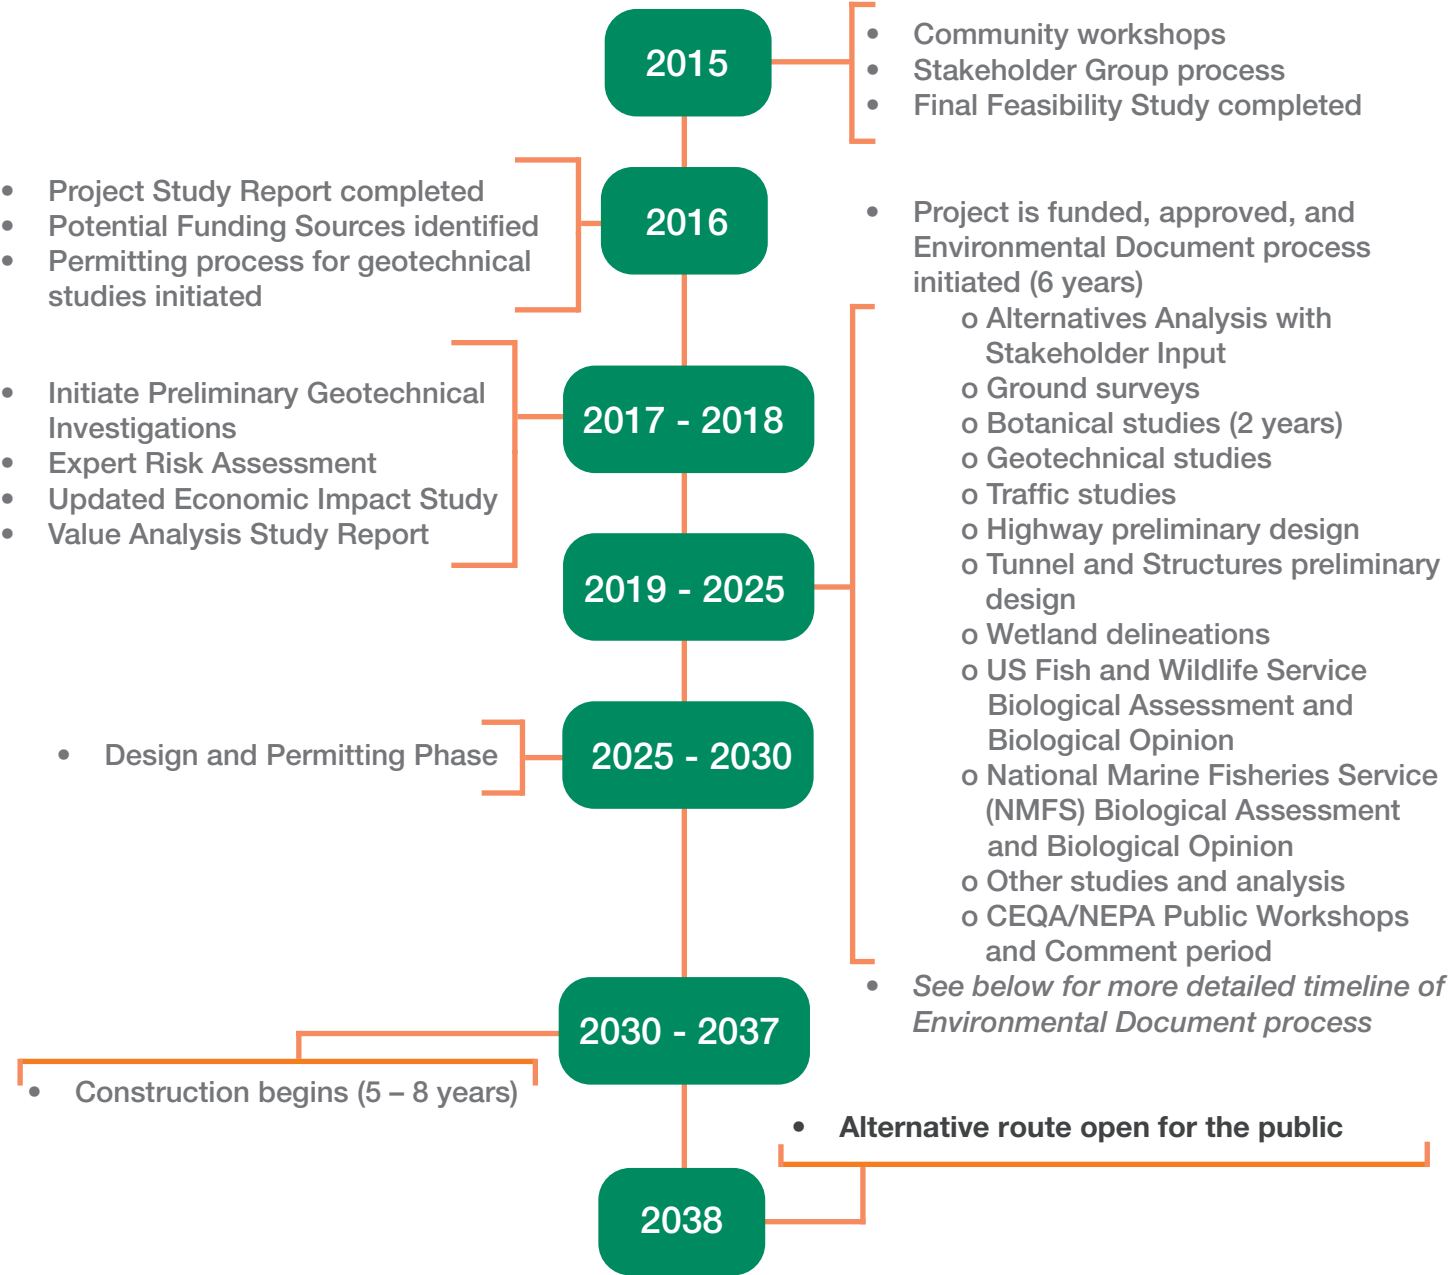 2015
• Community workshops
• Stakeholder Group process
• Final Feasibility Study completed
2016
• Project Study Report completed
• Potential Funding Sources identified
• Permitting process for geotechnical
studies initiated
2017 - 2018
• Initiate Preliminary Geotechnical
Investigations
• Expert Risk Assessment
• Updated Economic Impact Study
• Value Analysis Study Report
2019 - 2025
• Project is funded, approved, and
Environmental Document process
initiated (6 years)
o Alternatives Analysis with
Stakeholder Input
o Ground surveys
o Botanical studies (2 years)
o Geotechnical studies
o Traffic studies
o Highway preliminary design
o Tunnel and Structures preliminary
design
o Wetland delineations
o US Fish and Wildlife Service
Biological Assessment and
Biological Opinion
o National Marine Fisheries Service
(NMFS) Biological Assessment
and Biological Opinion
o Other studies and analysis
o CEQA/NEPA Public Workshops
and Comment period
• See below for more detailed timeline of
Environmental Document process
2025 - 2030
• Design and Permitting Phase
2030 - 2037
• Construction begins (5 – 8 years)
2038
• Alternative route open for the public